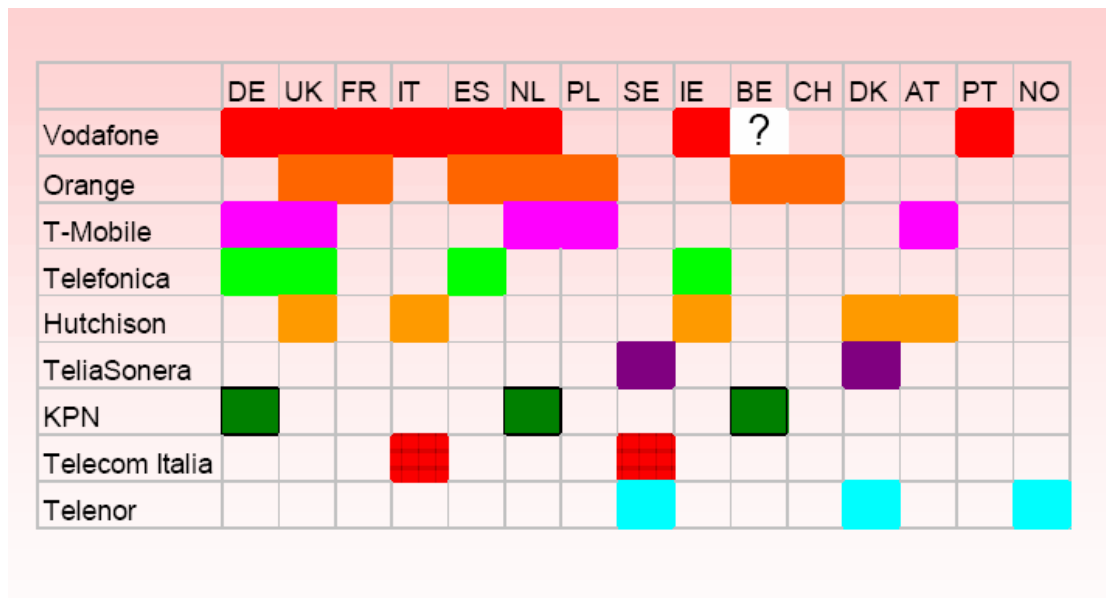 DE UK FR IT ES NL PL SE IE BE CH DK AT PT NO
Vodafone ?
Orange
T-Mobile
Telefonica
Hutchison
TeliaSonera
KPN
Telecom Italia
Telenor